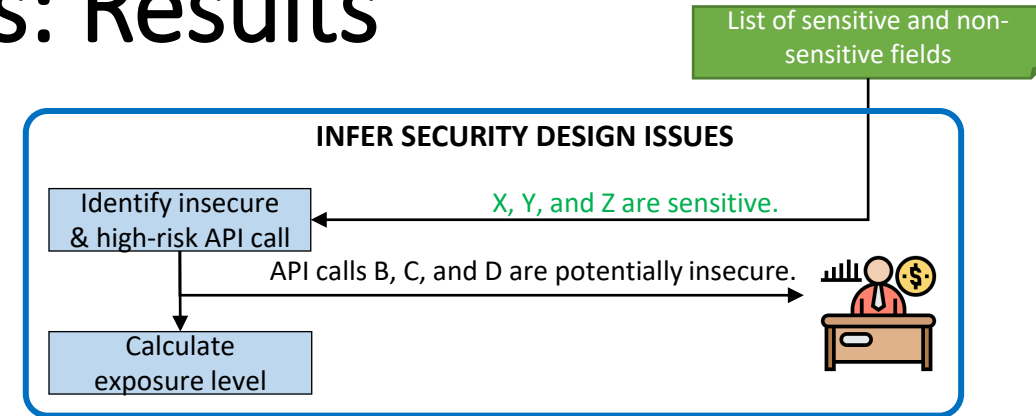 s: Results
List of sensitive and non-
sensitive fields
INFER SECURITY DESIGN ISSUES
Identify insecure
& high-risk API call
X, Y, and Z are sensitive.
API calls B, C, and D are potentially insecure.
Calculate
exposure level